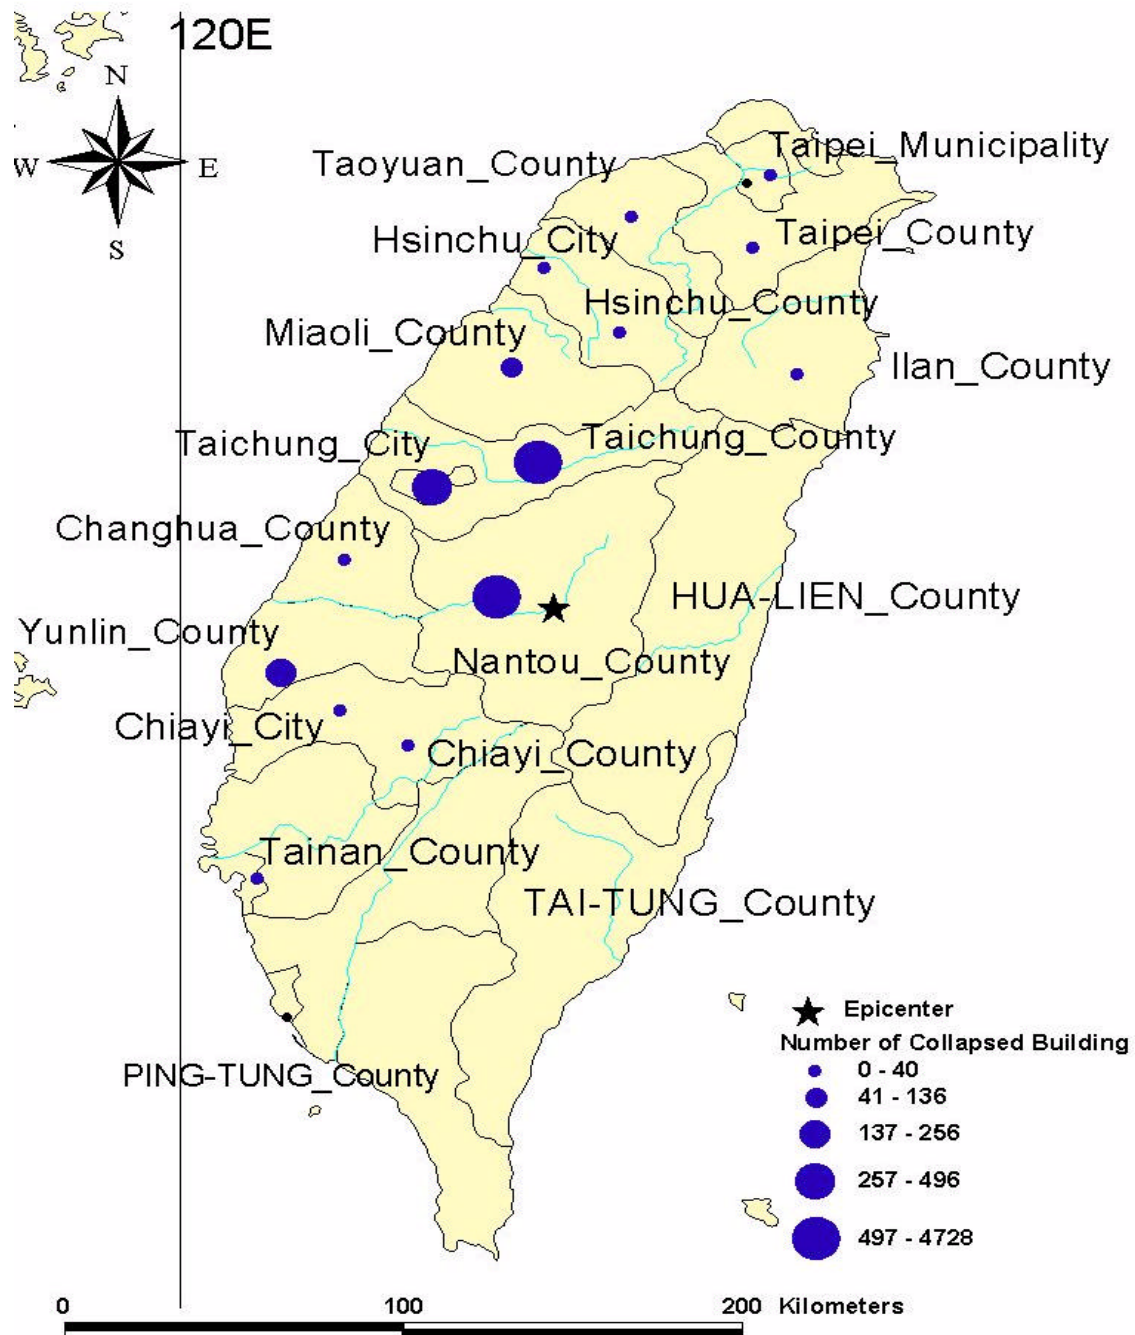 120E
N
W
E
S
Taipei_Municipality
Taoyuan_County
Hsinchu_City
Taipei_County
Hsinchu_County
Miaoli_County
Ilan_County
Taichung_City
Taichung_County
Changhua_County
HUA-LIEN_County
Yunlin_County
Nantou_County
Chiayi_City
Chiayi_County
Tainan_County
TAI-TUNG_County
PING-TUNG_County
Epicenter
Number of Collapsed Building
0 - 40
41 - 136
137 - 256
257 - 496
497 - 4728
0 100 200 Kilometers